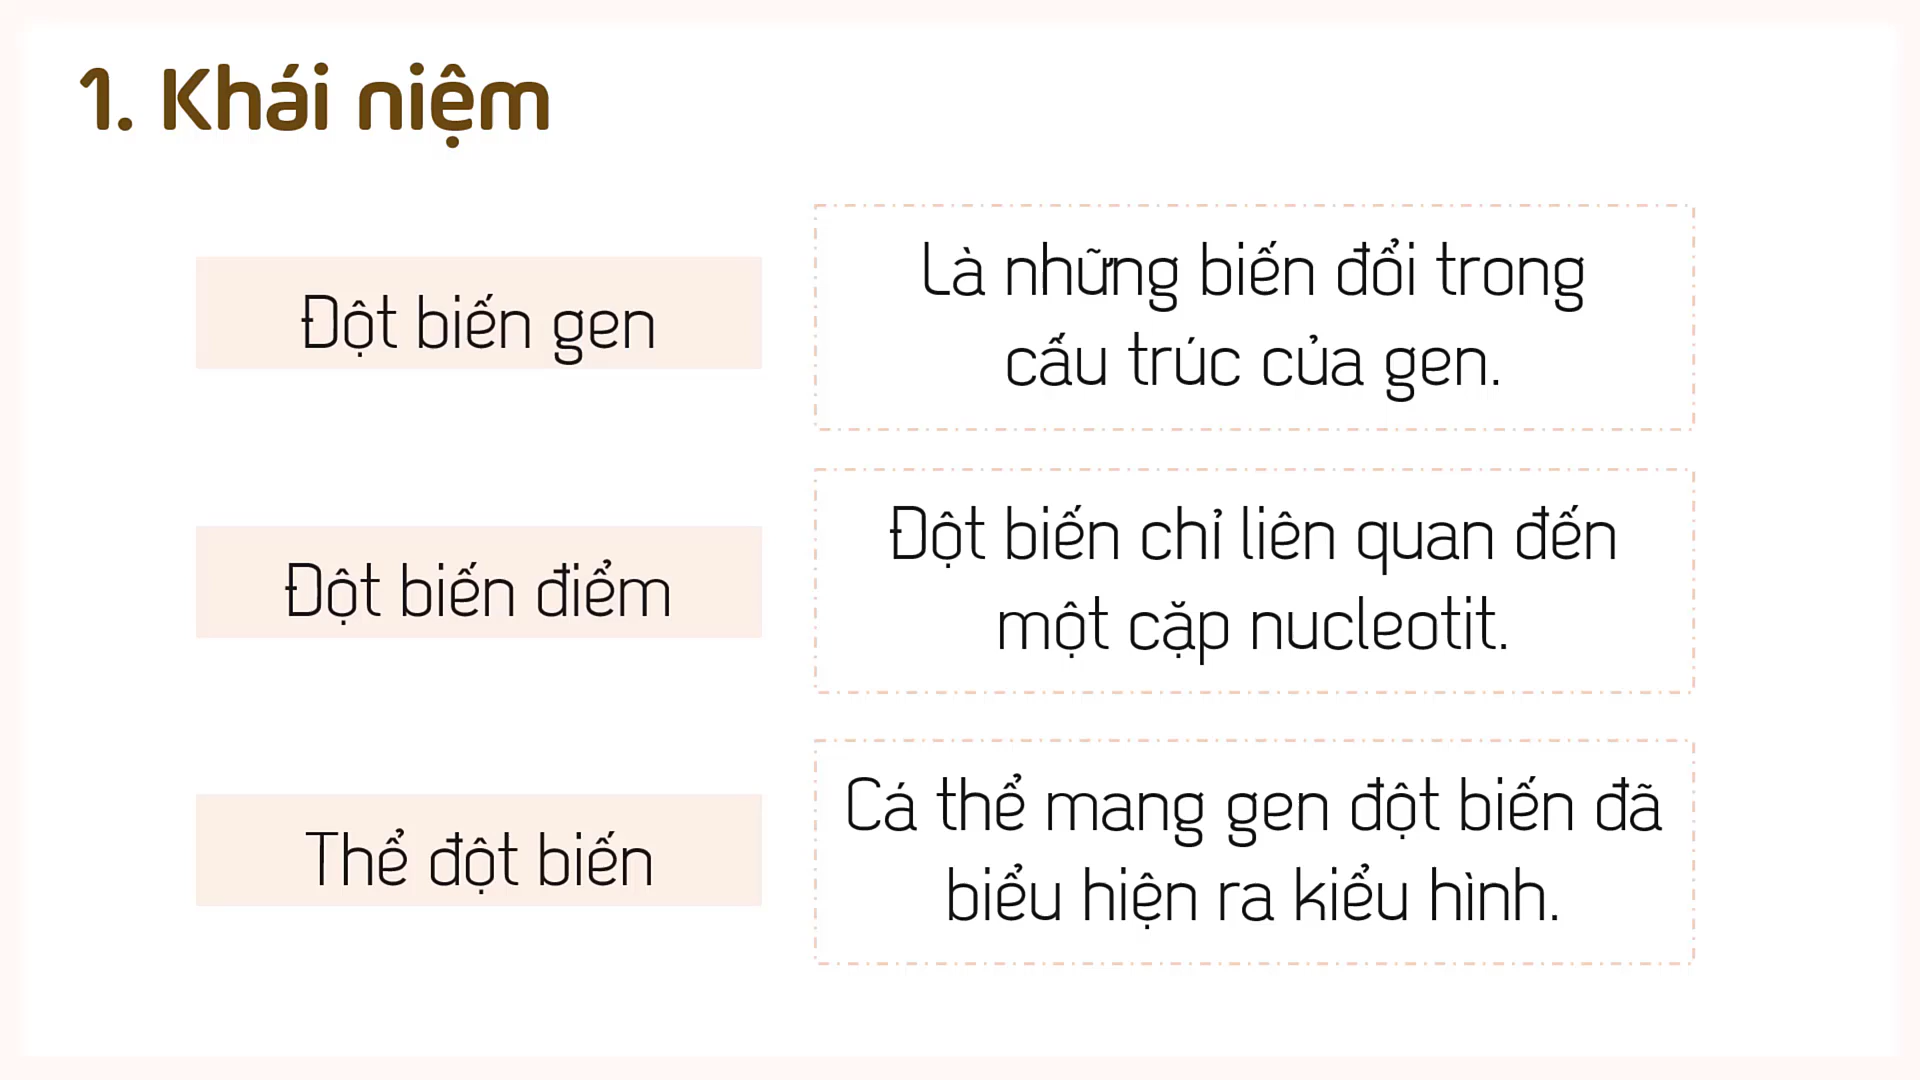 1. Khái niệm
Đột biến gen
Là những biến đổi trong
cấu trúc của gen.
Đột biến điểm
Đột biến chỉ liên quan đến
một cặp nucleotit.
Thể đột biến
Cá thể mang gen đột biến đã
biểu hiện ra kiểu hình.